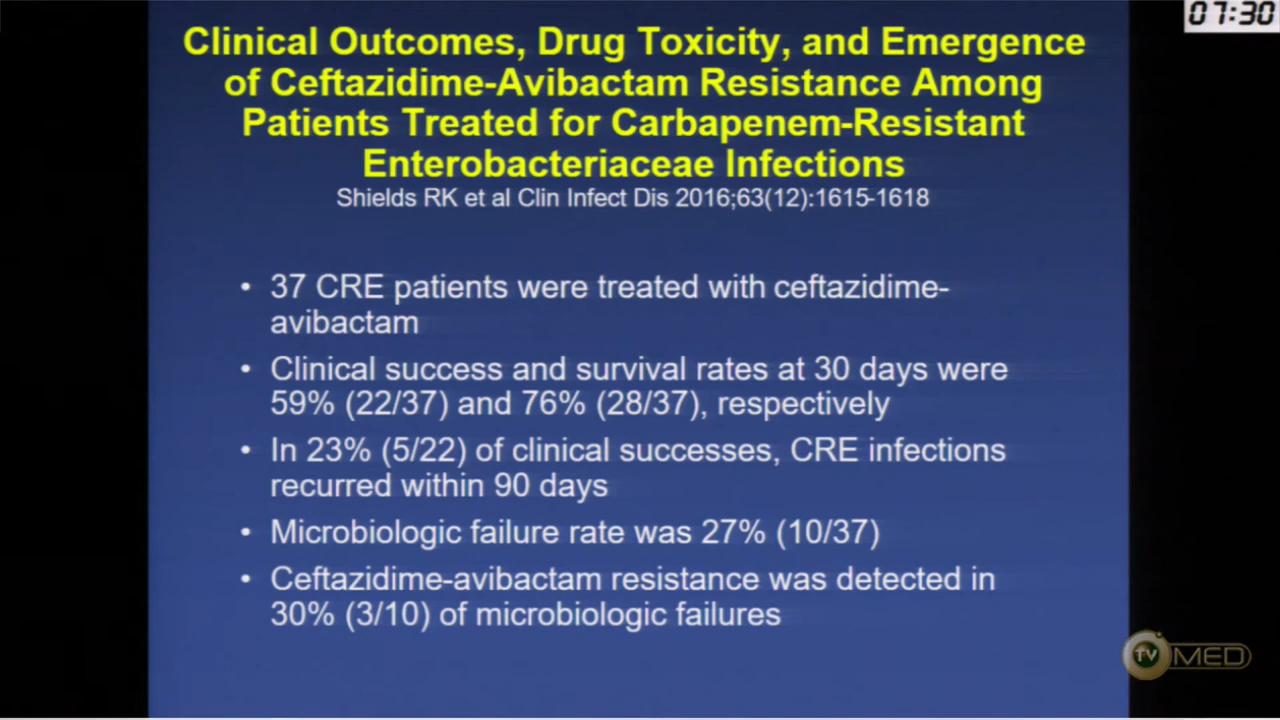 07:30
Clinical Outcomes, Drug Toxicity, and Emergence
of Ceftazidime-Avibactam Resistance Among
Patients Treated for Carbapenem-Resistant
Enterobacteriaceae Infections
Shields RK et al Clin Infect Dis 2016;63(12):1615-1618
• 37 CRE patients were treated with ceftazidime-
avibactam
• Clinical success and survival rates at 30 days were
59% (22/37) and 76% (28/37), respectively
• In 23% (5/22) of clinical successes, CRE infections
recurred within 90 days
• Microbiologic failure rate was 27% (10/37)
• Ceftazidime-avibactam resistance was detected in
30% (3/10) of microbiologic failures
TV MED